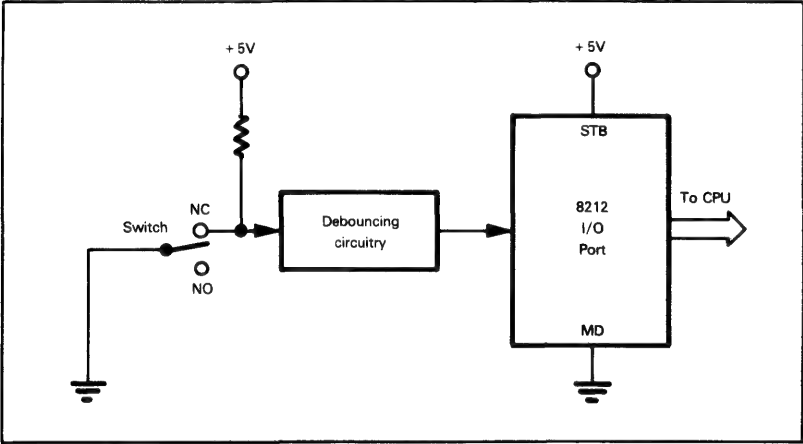 + 5V
+ 5V
STB
NC
Switch
NO
Debouncing
circuitry
8212
I/O
Port
To CPU
MD